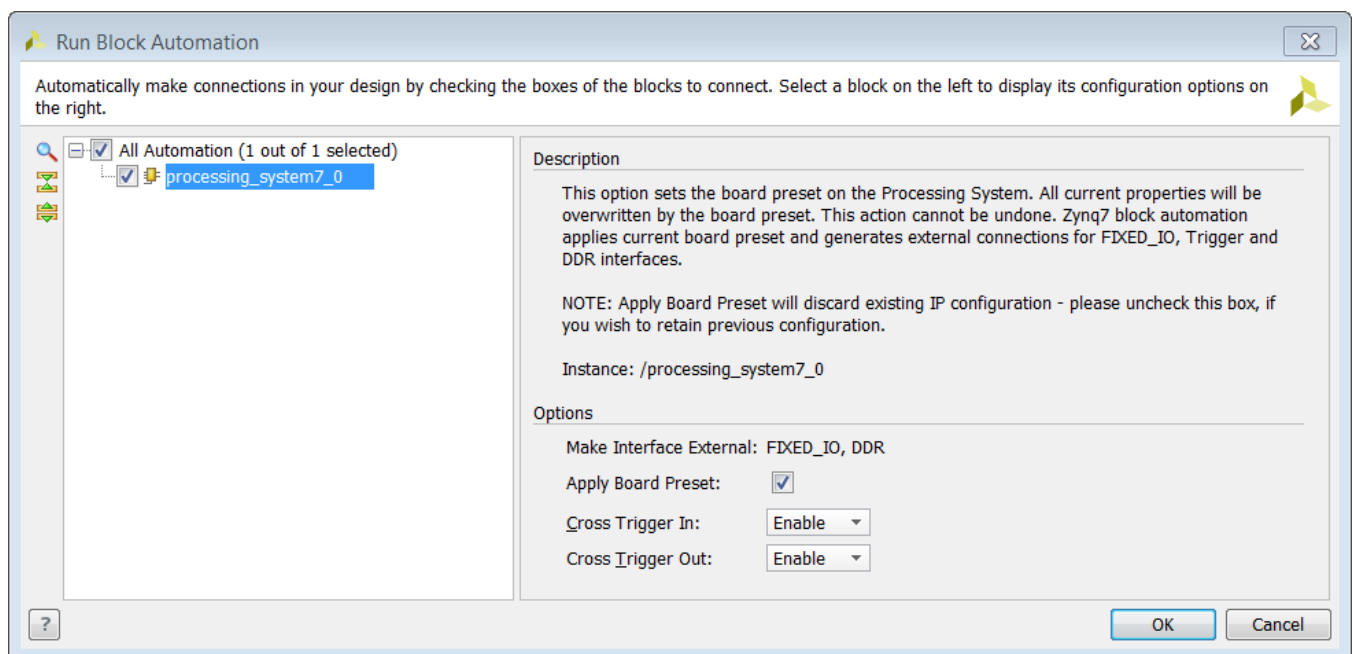 Run Block Automation
Automatically make connections in your design by checking the boxes of the blocks to connect. Select a block on the left to display its configuration options on
the right.
All Automation (1 out of 1 selected)
processing_system7_0
Description
This option sets the board preset on the Processing System. All current properties will be
overwritten by the board preset. This action cannot be undone. Zynq7 block automation
applies current board preset and generates external connections for FIXED_IO, Trigger and
DDR interfaces.
NOTE: Apply Board Preset will discard existing IP configuration - please uncheck this box, if
you wish to retain previous configuration.
Instance: /processing_system7_0
Options
Make Interface External: FIXED_IO, DDR
Apply Board Preset:
Cross Trigger In: Enable
Cross Trigger Out: Enable
?
OK Cancel